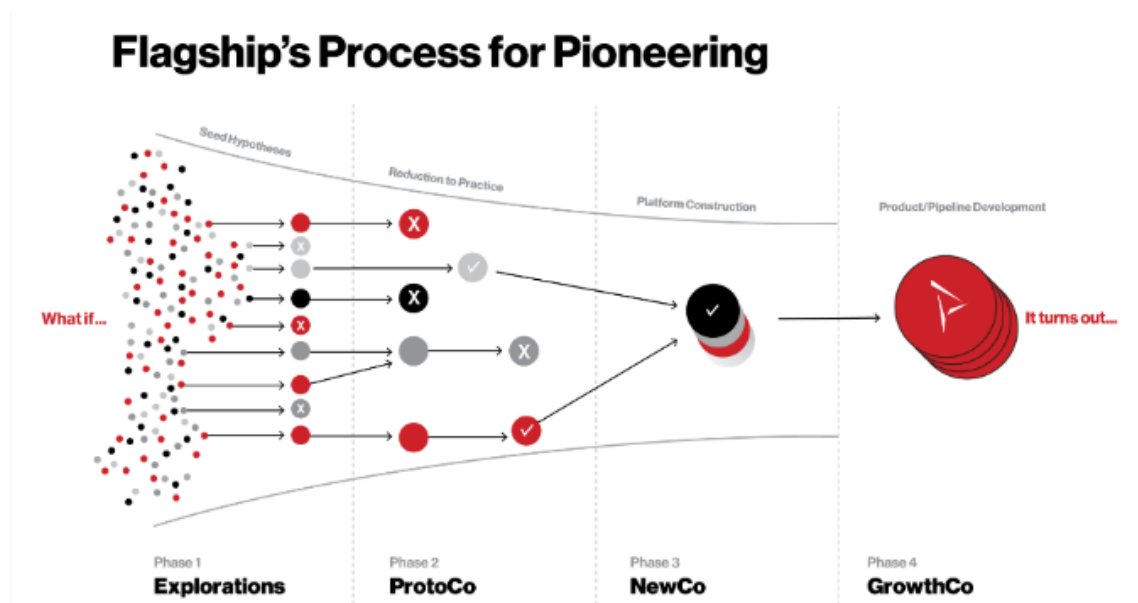 Flagship's Process for Pioneering
Seed Hypotheses
Reduction to Practice
Platform Construction
Product/Pipeline Development
What if...
X
X
X
X
X
X
It turns out...
Phase 1
Explorations
Phase 2
ProtoCo
Phase 3
NewCo
Phase 4
GrowthCo